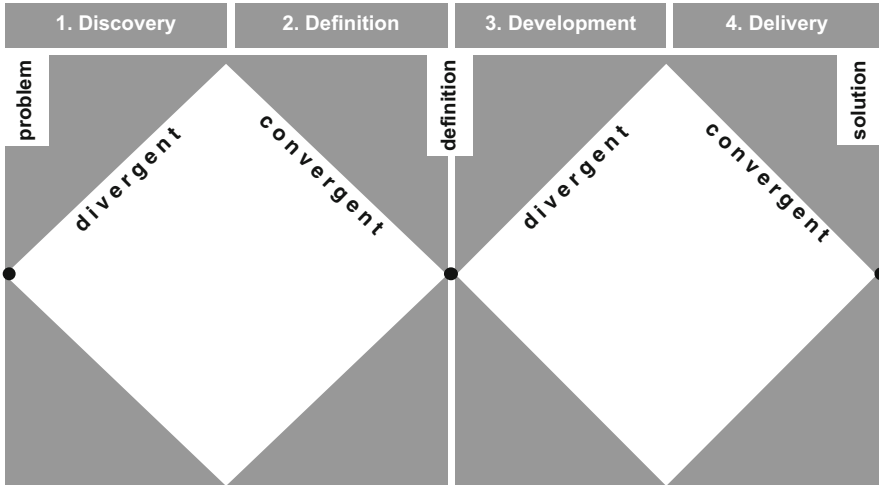 1. Discovery
2. Definition
3. Development
4. Delivery
problem
divergent
convergent
definition
divergent
convergent
solution